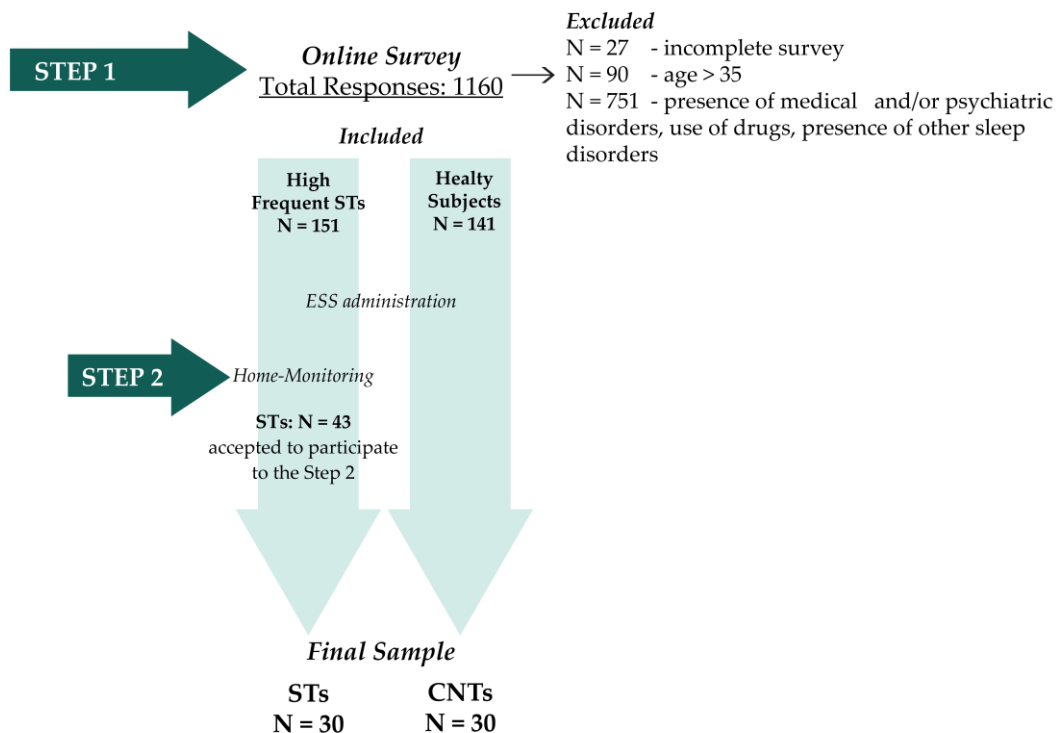 STEP 1
Online Survey
Total Responses: 1160
Excluded
N = 27 - incomplete survey
N = 90 - age > 35
N = 751 - presence of medical and/or psychiatric
disorders, use of drugs, presence of other sleep
disorders
Included
High
Frequent STs
N = 151
Healty
Subjects
N = 141
ESS administration
STEP 2
Home-Monitoring
STs: N = 43
accepted to participate
to the Step 2
Final Sample
STs
N = 30
CNTs
N = 30